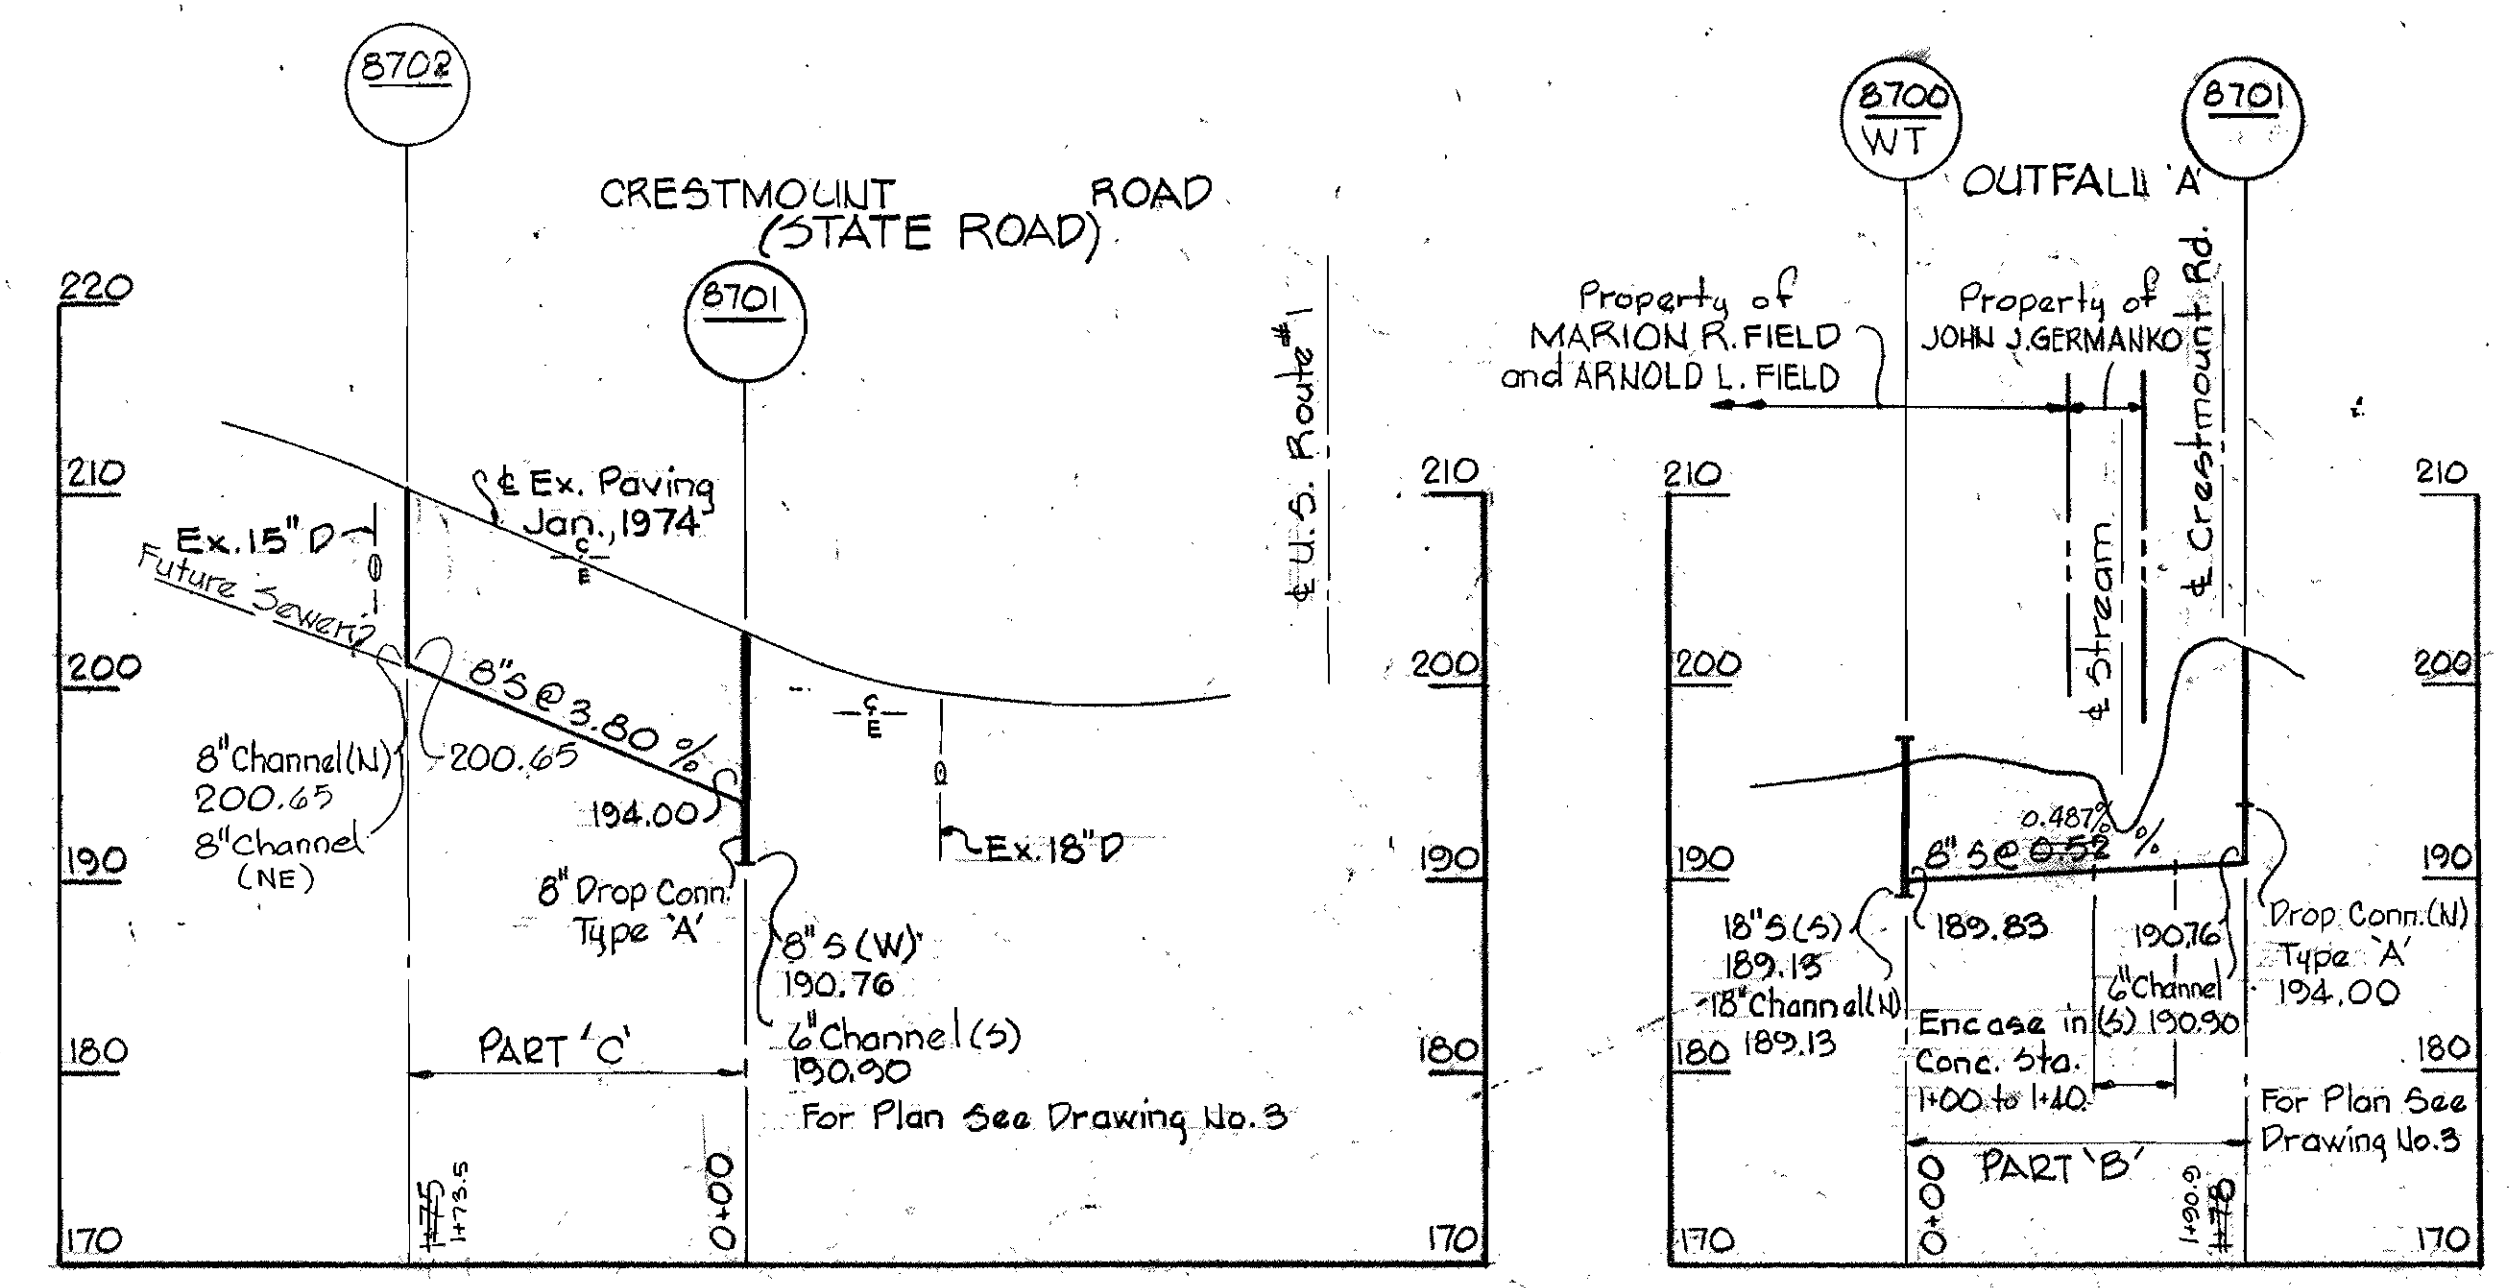 8702
CRESTMOUNT ROAD
(STATE ROAD)
8701
220
210
200
190
180
170
℄ Ex. Paving
Jan., 1974
C
E
Ex. 15" D
Future Sewer
8" S @ 3.80 %
8" Channel (N)
200.65
8" Channel
(NE)
200.65
194.00
8" Drop Conn.
Type 'A'
8" S (W)
190.76
6" Channel (S)
190.90
C
E
Ex. 18" D
℄ U.S. Route #1
PART 'C'
For Plan See Drawing No. 3
1+75
1+73.5
0+00
210
200
190
180
170
8700
WT
OUTFALL 'A'
8701
Property of
MARION R. FIELD
and ARNOLD L. FIELD
Property of
JOHN J. GERMANKO
℄ Crestmount Rd.
℄ Stream
210
200
190
180
170
0.487%
8" S @ 0.52 %
18" S (S)
189.13
18" Channel (N)
189.13
189.83
190.76
6" Channel
(S) 190.90
Encase in
Conc. Sta.
1+00 to 1+40
Drop Conn. (N)
Type 'A'
194.00
For Plan See
Drawing No. 3
PART 'B'
0+00
1+90.9
1+78
210
200
190
180
170